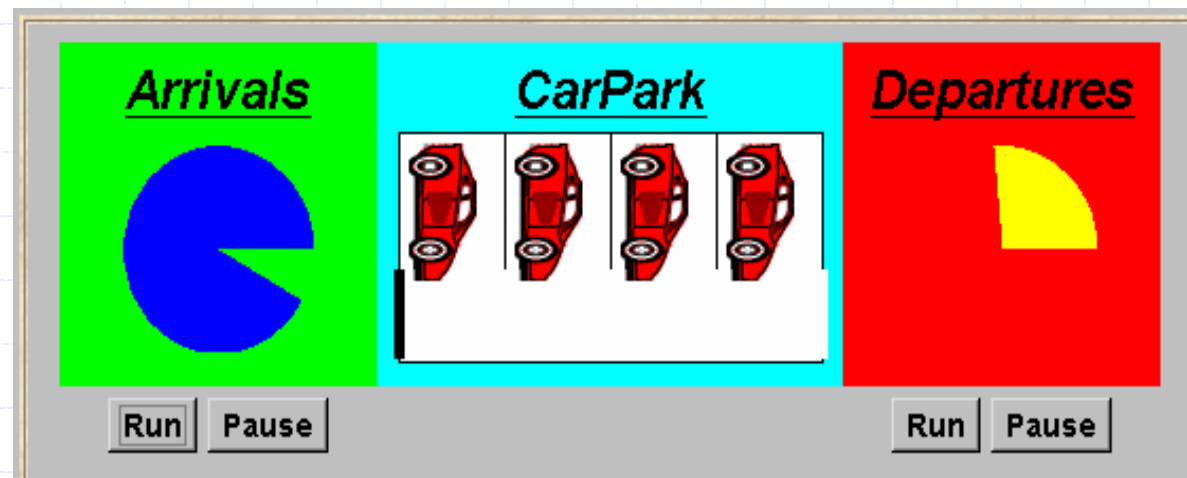 Arrivals
CarPark
Departures
Run
Pause
Run
Pause